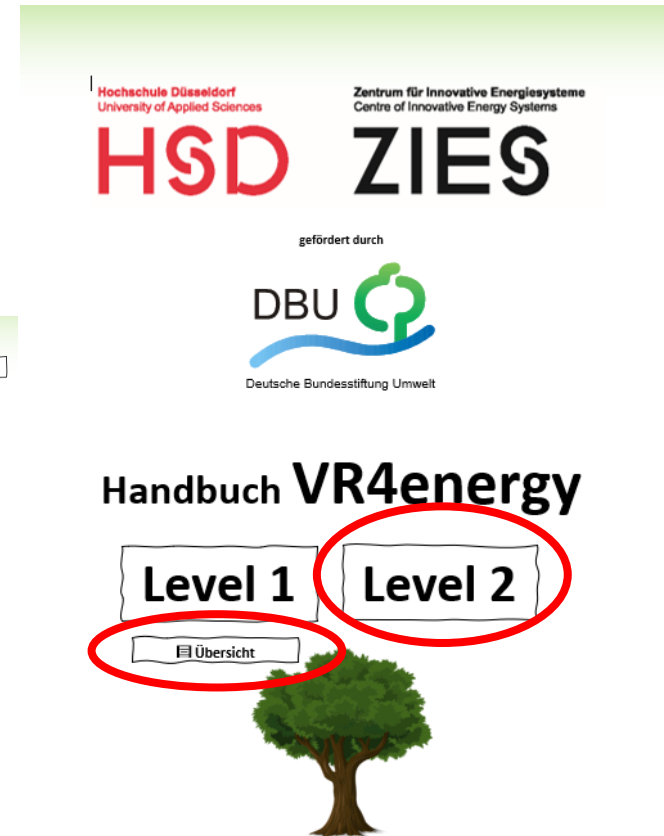 Hochschule Düsseldorf
University of Applied Sciences
HSD
Zentrum für Innovative Energiesysteme
Centre of Innovative Energy Systems
ZIES
gefördert durch
DBU
Deutsche Bundesstiftung Umwelt
Handbuch VR4energy
Level 1
Level 2
Übersicht